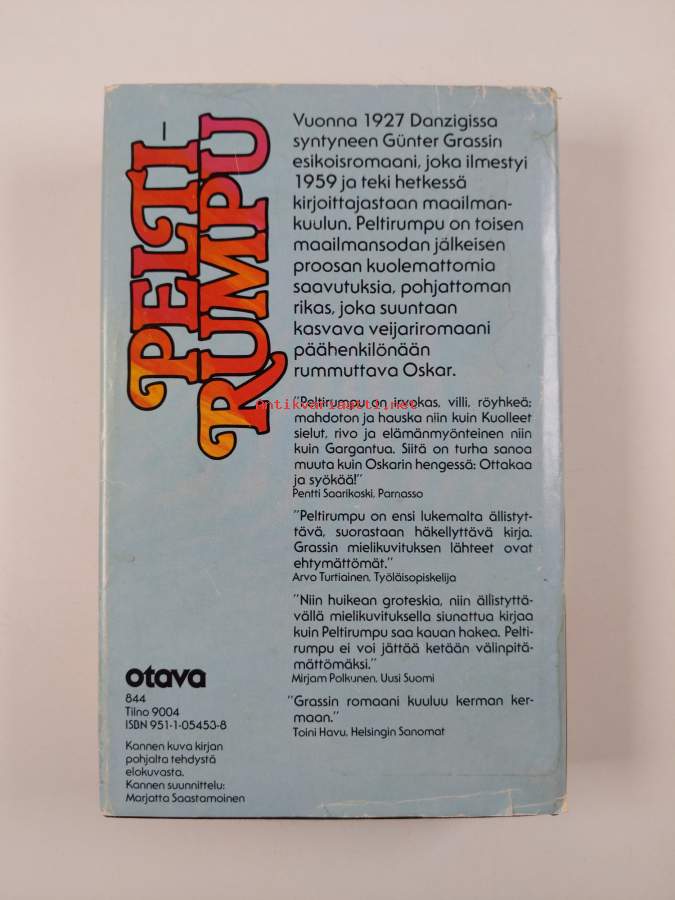 PELTI-
RUMPU
Vuonna 1927 Danzigissa
syntyneen Günter Grassin
esikoisromaani, joka ilmestyi
1959 ja teki hetkessä
kirjoittajastaan maailman-
kuulun. Peltirumpu on toisen
maailmansodan jälkeisen
proosan kuolemattomia
saavutuksia, pohjattoman
rikas, joka suuntaan
kasvava veijariromaani
päähenkilönään
rummuttava Oskar.
"Peltirumpu on irvokas, villi, röyhkeä;
Antikvariaatti.net
mahdoton ja hauska niin kuin Kuolleet
sielut, rivo ja elämänmyönteinen niin
kuin Gargantua. Siitä on turha sanoa
muuta kuin Oskarin hengessä: Ottakaa
ja syökää!"
Pentti Saarikoski, Parnasso
"Peltirumpu on ensi lukemalta ällistyt-
tävä, suorastaan häkellyttävä kirja.
Grassin mielikuvituksen lähteet ovat
ehtymättömät."
Arvo Turtiainen, Työläisopiskelija
"Niin huikean groteskia, niin ällistyttä-
vällä mielikuvituksella siunattua kirjaa
kuin Peltirumpu saa kauan hakea. Pelti-
rumpu ei voi jättää ketään välinpitä-
mättömäksi."
Mirjam Polkunen, Uusi Suomi
"Grassin romaani kuuluu kerman ker-
maan."
Toini Havu, Helsingin Sanomat
otava
844
Tilno 9004
ISBN 951-1-05453-8
Kannen kuva kirjan
pohjalta tehdystä
elokuvasta.
Kannen suunnittelu:
Marjatta Saastamoinen